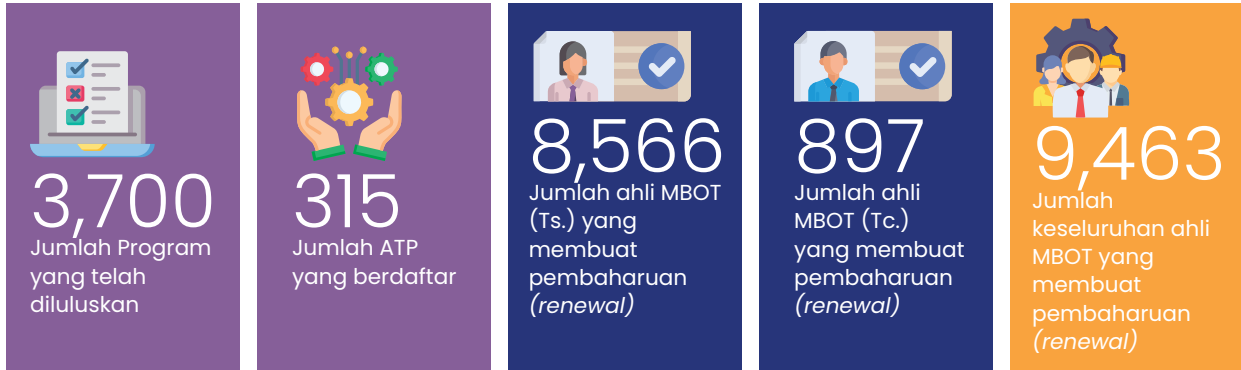 3,700
Jumlah Program
yang telah
diluluskan
315
Jumlah ATP
yang berdaftar
8,566
Jumlah ahli MBOT
(Ts.) yang
membuat
pembaharuan
(renewal)
897
Jumlah ahli
MBOT (Tc.)
yang membuat
pembaharuan
(renewal)
9,463
Jumlah
keseluruhan ahli
MBOT yang
membuat
pembaharuan
(renewal)